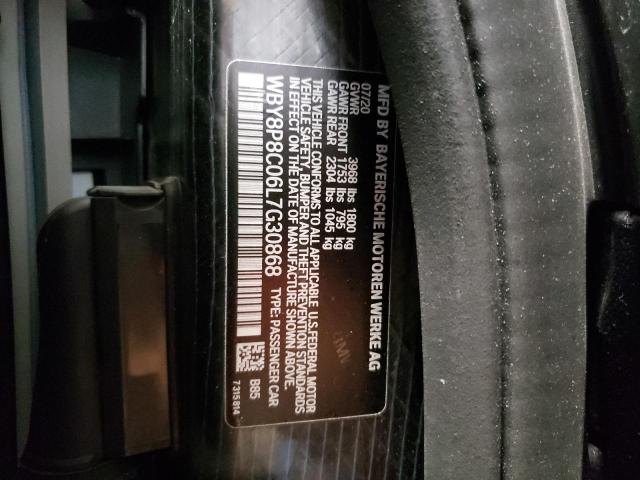 MFD BY BAYERISCHE MOTOREN WERKE AG
07/20
GVWR 3968 lbs 1800 kg
GAWR FRONT 1753 lbs 795 kg
GAWR REAR 2304 lbs 1045 kg
THIS VEHICLE CONFORMS TO ALL APPLICABLE U.S.FEDERAL MOTOR
VEHICLE SAFETY, BUMPER AND THEFT PREVENTION STANDARDS
IN EFFECT ON THE DATE OF MANUFACTURE SHOWN ABOVE.
WBY8P8C06L7G30868 TYPE: PASSENGER CAR
B85
7315814